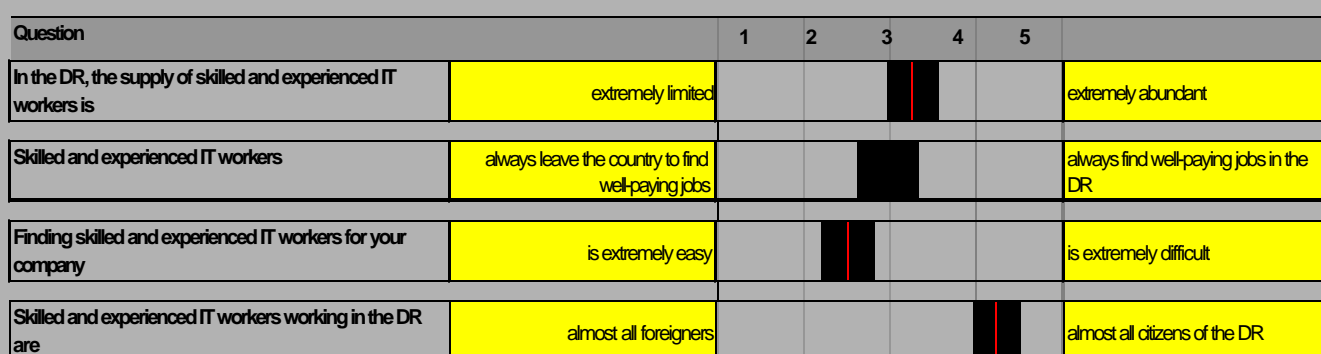 Question 1 2 3 4 5
In the DR, the supply of skilled and experienced IT
workers is
extremely limited
extremely abundant
Skilled and experienced IT workers
always leave the country to find
well-paying jobs
always find well-paying jobs in the
DR
Finding skilled and experienced IT workers for your
company
is extremely easy
is extremely difficult
Skilled and experienced IT workers working in the DR
are
almost all foreigners
almost all citizens of the DR